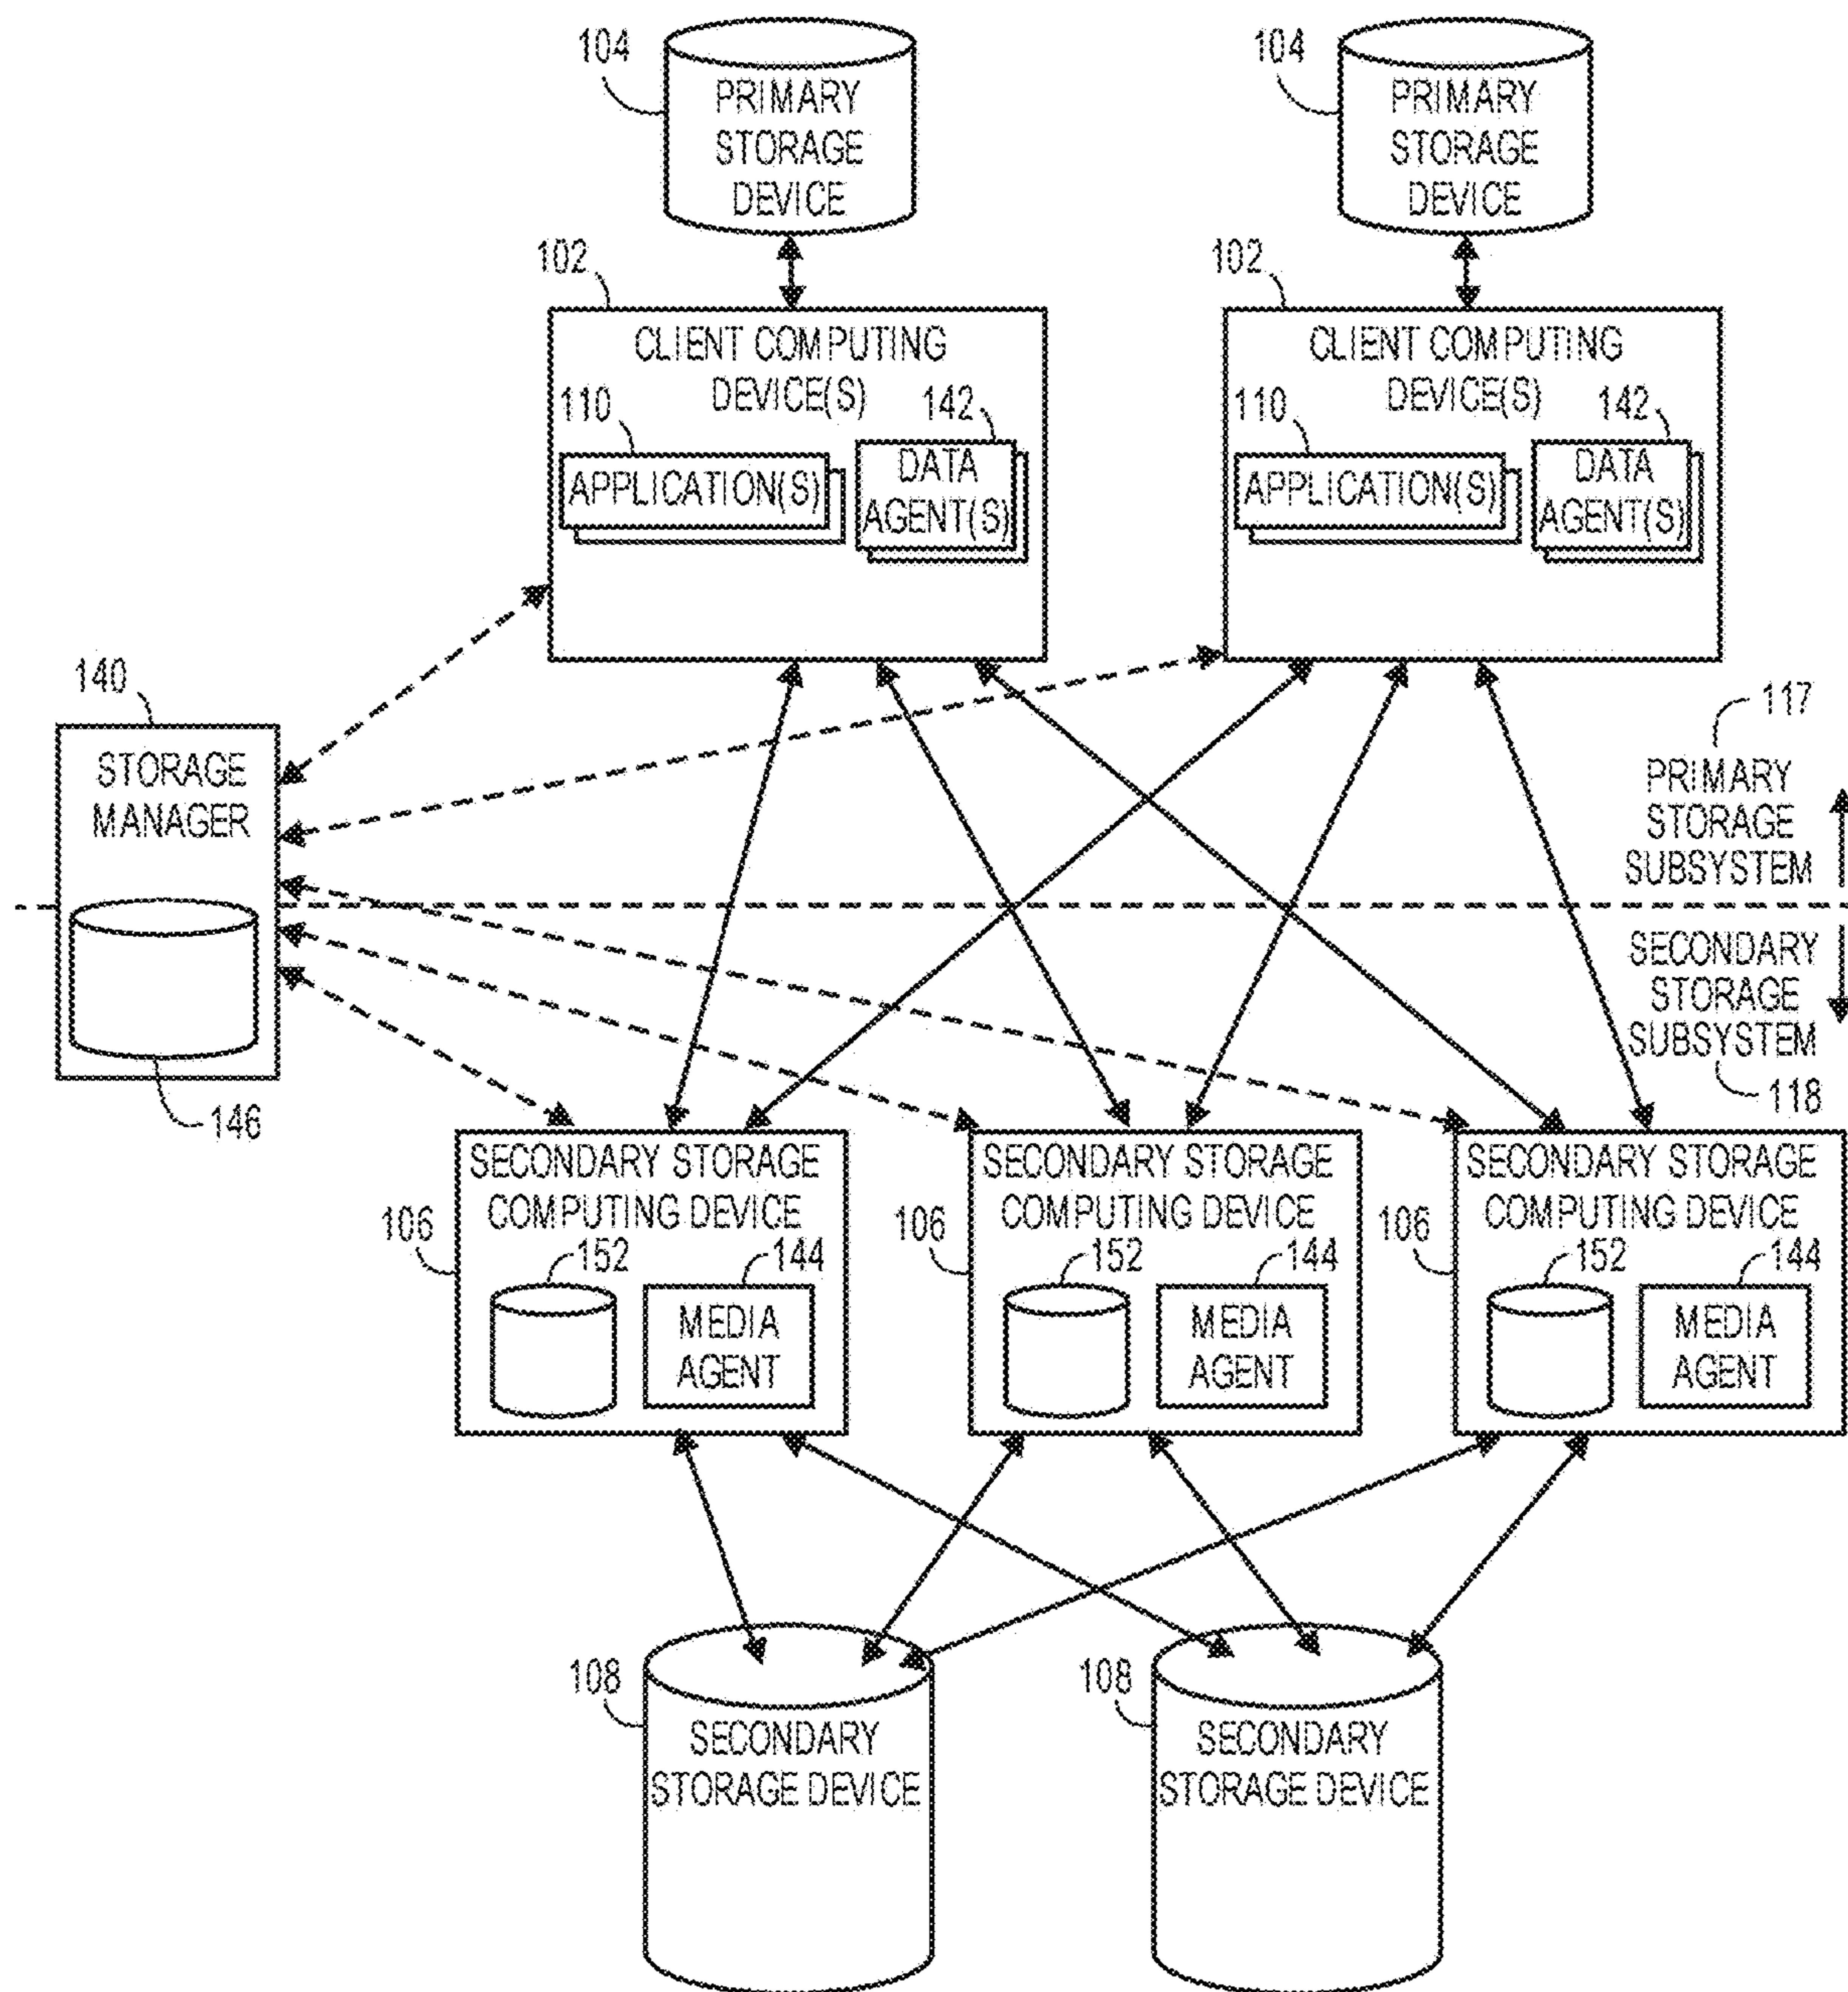 104
PRIMARY
STORAGE
DEVICE
104
PRIMARY
STORAGE
DEVICE
102
CLIENT COMPUTING
DEVICE(S)
110
142
APPLICATION(S)
DATA
AGENT(S)
102
CLIENT COMPUTING
DEVICE(S)
110
142
APPLICATION(S)
DATA
AGENT(S)
140
STORAGE
MANAGER
146
117
PRIMARY
STORAGE
SUBSYSTEM
SECONDARY
STORAGE
SUBSYSTEM
118
SECONDARY STORAGE
COMPUTING DEVICE
106
152
144
MEDIA
AGENT
SECONDARY STORAGE
COMPUTING DEVICE
106
152
144
MEDIA
AGENT
SECONDARY STORAGE
COMPUTING DEVICE
106
152
144
MEDIA
AGENT
108
SECONDARY
STORAGE DEVICE
108
SECONDARY
STORAGE DEVICE